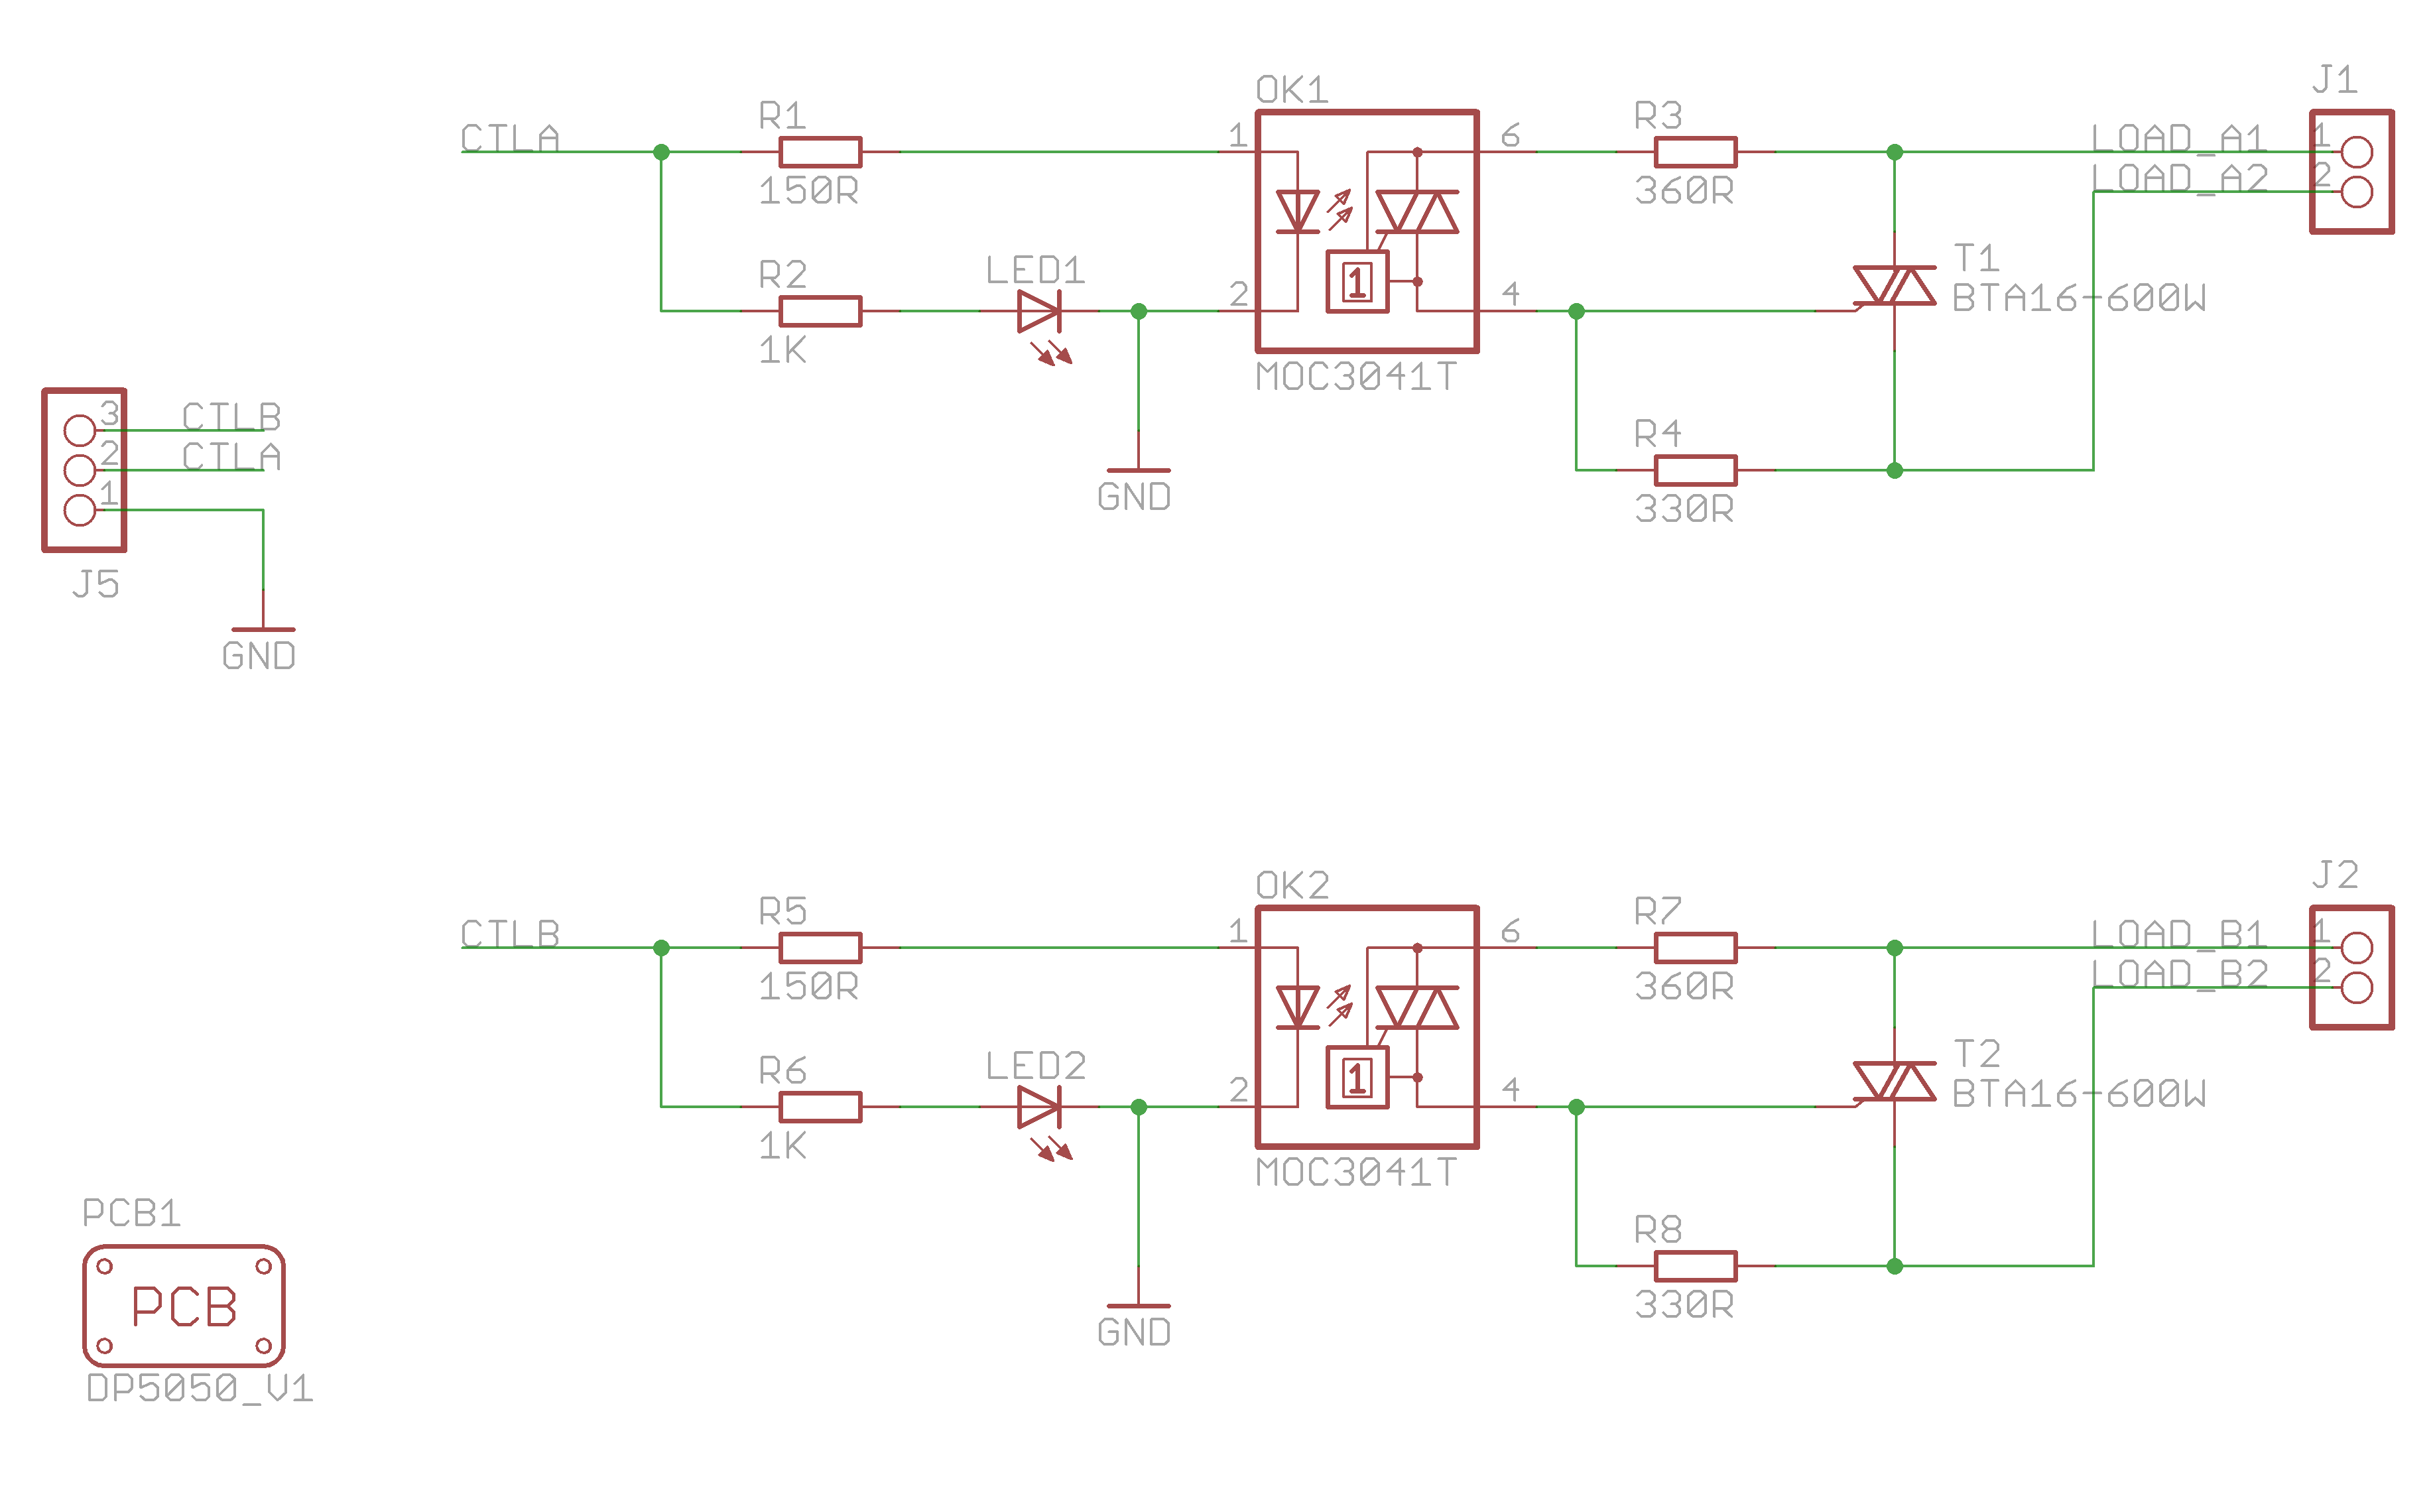 CTLA
R1
150R
R2
1K
LED1
GND
OK1
1
2
6
4
1
MOC3041T
R3
360R
R4
330R
T1
BTA16-600W
J1
LOAD_A1
LOAD_A2
1
2
3
2
1
CTLB
CTLA
J5
GND
CTLB
R5
150R
R6
1K
LED2
GND
OK2
1
2
6
4
1
MOC3041T
R7
360R
R8
330R
T2
BTA16-600W
J2
LOAD_B1
LOAD_B2
1
2
PCB1
PCB
DP5050_V1